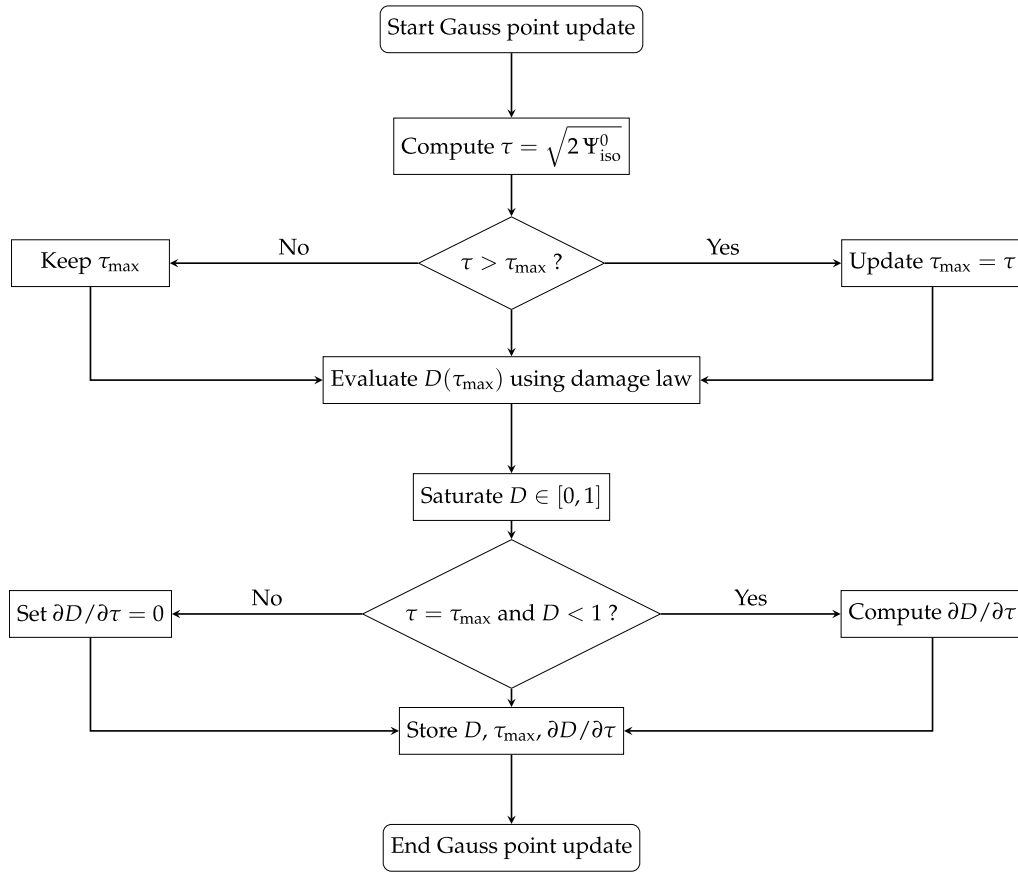 Start Gauss point update
Compute τ = √(2 Ψ⁰_iso)
No
Yes
Keep τ_max
τ > τ_max ?
Update τ_max = τ
Evaluate D(τ_max) using damage law
Saturate D ∈ [0, 1]
No
Yes
Set ∂D/∂τ = 0
τ = τ_max and D < 1 ?
Compute ∂D/∂τ
Store D, τ_max, ∂D/∂τ
End Gauss point update